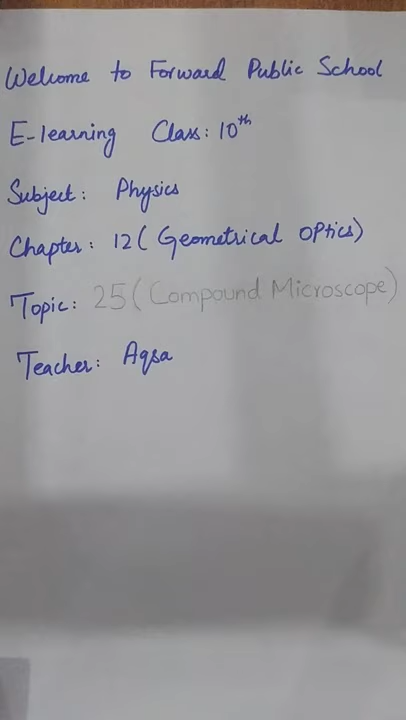 Welcome to Forward Public School
E-learning Class: 10th
Subject: Physics
Chapter: 12 (Geometrical Optics)
Topic: 25 (Compound Microscope)
Teacher: Aqsa